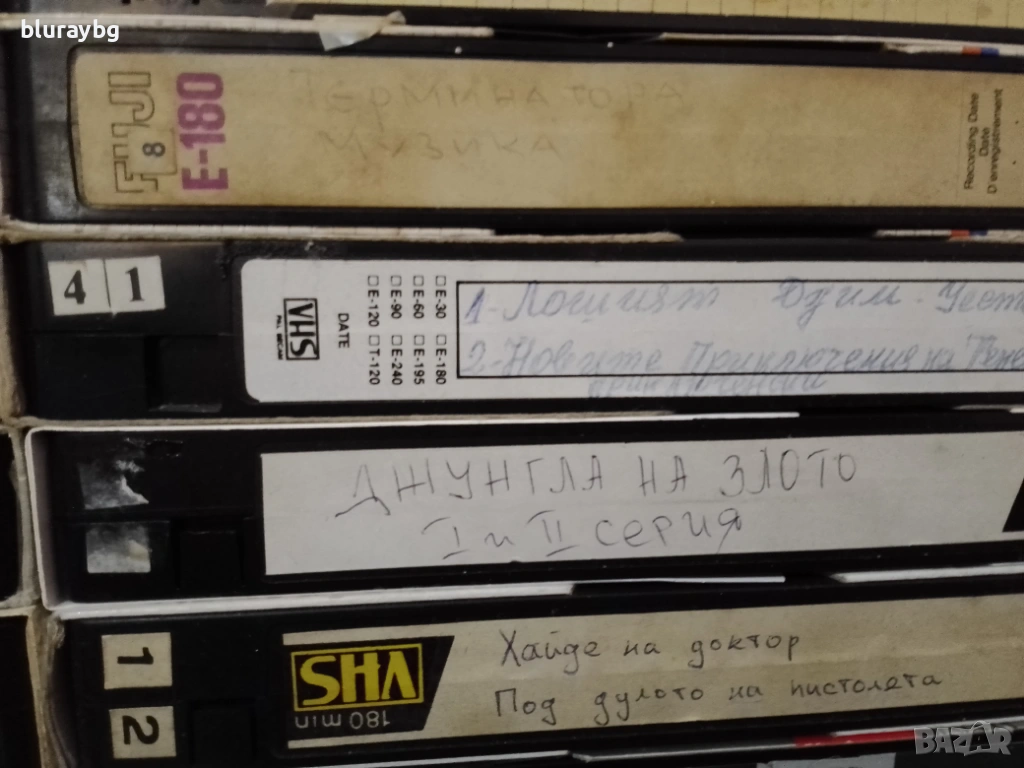 bluraybg
FUJI
8
E-180
Терминатора
музика
Recording Date
Date
D'enregistrement
4 1
VHS
DATE
□E-30 □E-180
□E-60 □E-195
□E-90 □E-240
□E-120 □T-120
1-Лошият Джим.
2-Новите Приключения на
ДЖУНГЛА НА ЗЛОТО
I и II СЕРИЯ
1
2
VHS
180 min
Хайде на доктор
Под дулото на пистолета
BAZAR